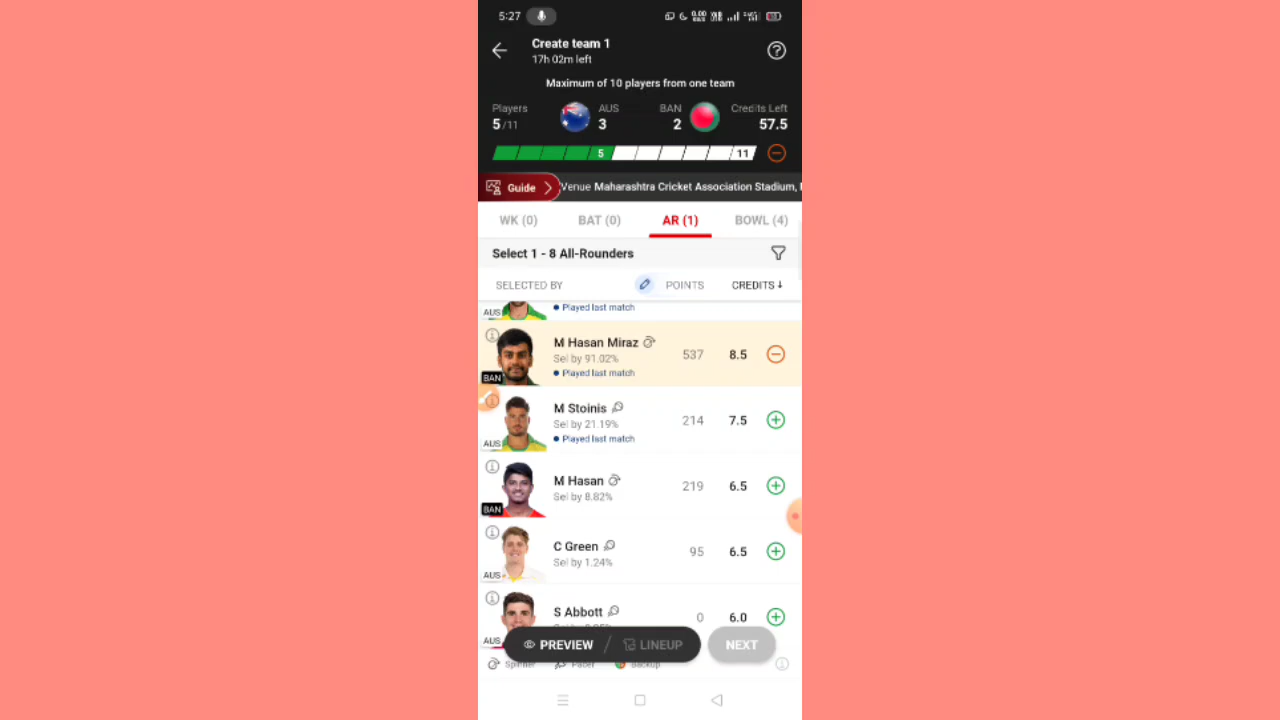 5:27
Create team 1
17h 02m left
Maximum of 10 players from one team
Players
5/11
AUS
3
BAN
2
Credits Left
57.5
5
11
Guide
Venue Maharashtra Cricket Association Stadium,
WK (0)
BAT (0)
AR (1)
BOWL (4)
Select 1 - 8 All-Rounders
SELECTED BY
POINTS
CREDITS↓
AUS
Played last match
M Hasan Miraz
Sel by 91.02%
Played last match
BAN
537
8.5
M Stoinis
Sel by 21.19%
Played last match
AUS
214
7.5
M Hasan
Sel by 8.82%
BAN
219
6.5
C Green
Sel by 1.24%
AUS
95
6.5
S Abbott
AUS
0
6.0
PREVIEW
LINEUP
NEXT
Spinner
Pacer
Backup